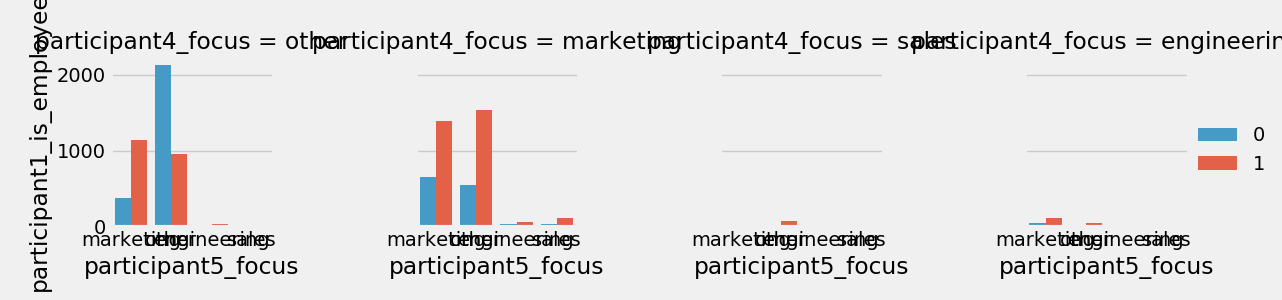 participant4_focus = other
participant4_focus = marketing
participant4_focus = sales
participant4_focus = engineerin
participant1_is_employee
2000
1000
0
marketing other engineering sales
marketing other engineering sales
marketing other engineering sales
marketing other engineering sales
participant5_focus
participant5_focus
participant5_focus
participant5_focus
0
1